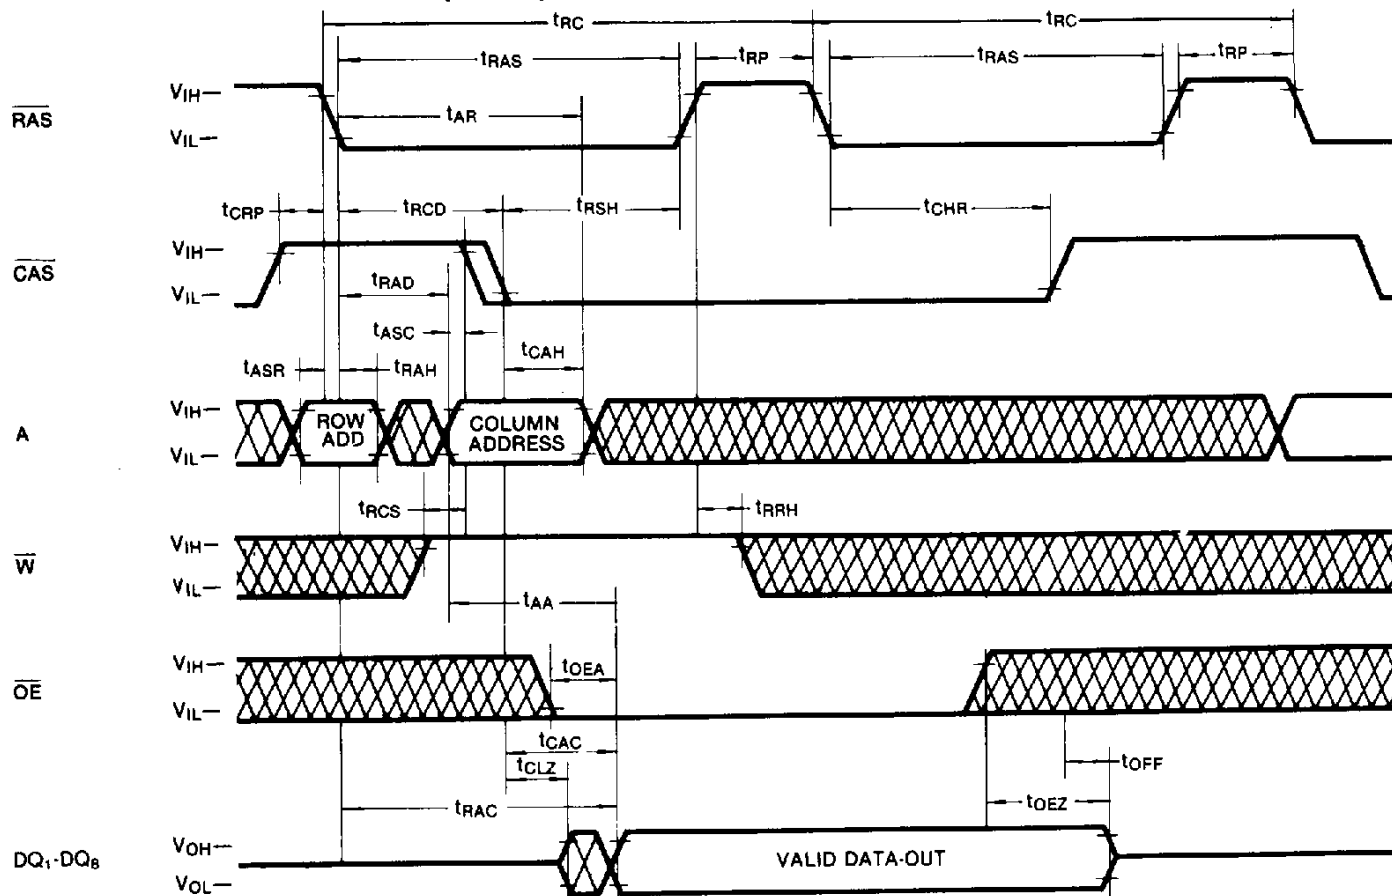 tRC tRC
tRAS tRP tRAS tRP
VIH
RAS
tAR
VIL
tCRP tRCD tRSH tCHR
VIH
CAS
tRAD
VIL
tASC
tCAH
tASR tRAH
VIH
A
ROW ADD
COLUMN ADDRESS
VIL
tRCS tRRH
VIH
W
VIL
tAA
VIH
OE
tOEA
VIL
tCAC
tCLZ
tOFF
tRAC
tOEZ
VOH
DQ1-DQ8
VALID DATA-OUT
VOL